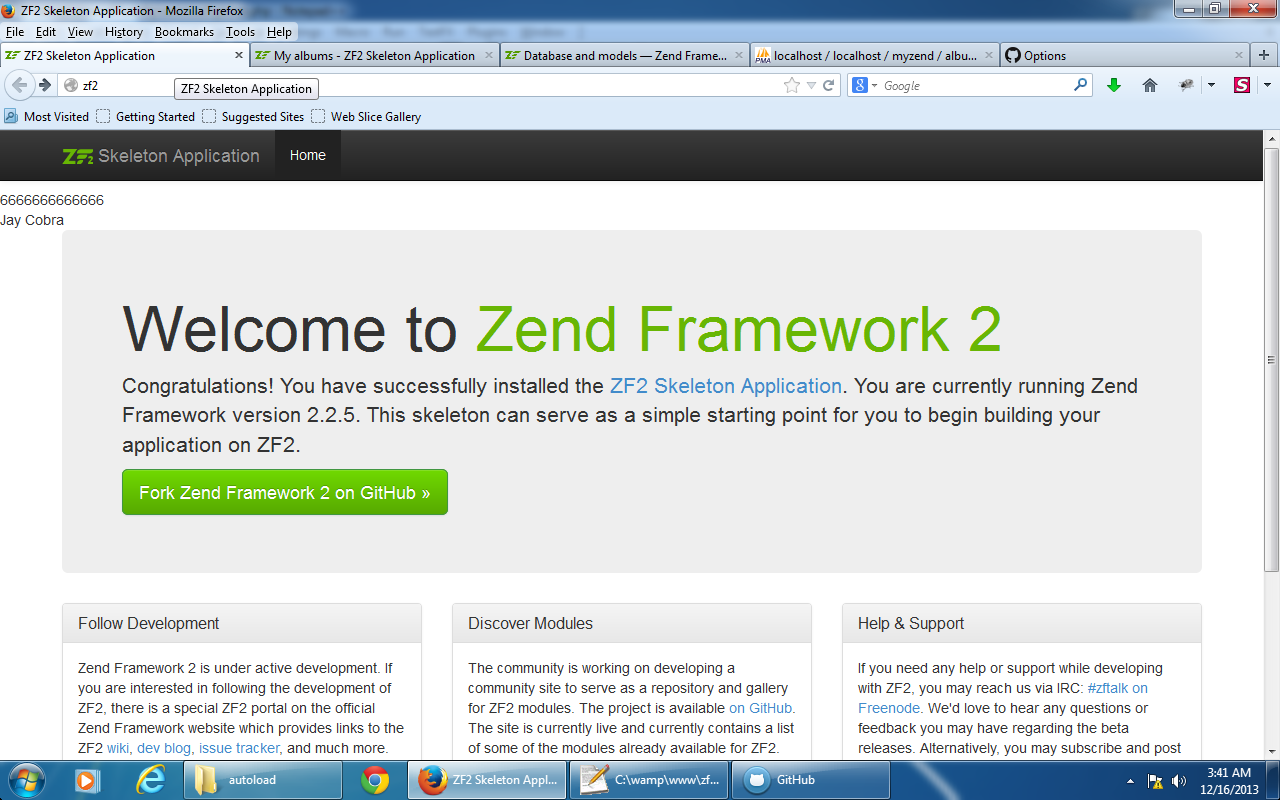 ZF2 Skeleton Application - Mozilla Firefox
File Edit View History Bookmarks Tools Help
ZF2 Skeleton Application
My albums - ZF2 Skeleton Application
Database and models — Zend Frame...
localhost / localhost / myzend / albu...
Options
zf2
Google
ZF2 Skeleton Application
Most Visited Getting Started Suggested Sites Web Slice Gallery
ZF2 Skeleton Application Home
6666666666666
Jay Cobra
Welcome to Zend Framework 2
Congratulations! You have successfully installed the ZF2 Skeleton Application. You are currently running Zend
Framework version 2.2.5. This skeleton can serve as a simple starting point for you to begin building your
application on ZF2.
Fork Zend Framework 2 on GitHub »
Follow Development
Zend Framework 2 is under active development. If
you are interested in following the development of
ZF2, there is a special ZF2 portal on the official
Zend Framework website which provides links to the
ZF2 wiki, dev blog, issue tracker, and much more.
Discover Modules
The community is working on developing a
community site to serve as a repository and gallery
for ZF2 modules. The project is available on GitHub.
The site is currently live and currently contains a list
of some of the modules already available for ZF2.
Help & Support
If you need any help or support while developing
with ZF2, you may reach us via IRC: #zftalk on
Freenode. We'd love to hear any questions or
feedback you may have regarding the beta
releases. Alternatively, you may subscribe and post
autoload
ZF2 Skeleton Appl...
C:\wamp\www\zf...
GitHub
3:41 AM
12/16/2013